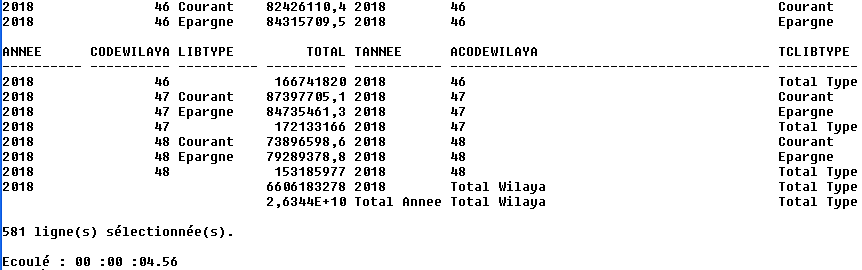 2018 46 Courant 82426110,4 2018 46 Courant
2018 46 Epargne 84315709,5 2018 46 Epargne
ANNEE CODEWILAYA LIBTYPE TOTAL TANNEE ACODEWILAYA TCLIBTYPE
---------- ---------- ---------- ---------- ----------- ---------------------------------------- ----------
2018 46 166741820 2018 46 Total Type
2018 47 Courant 87397705,1 2018 47 Courant
2018 47 Epargne 84735461,3 2018 47 Epargne
2018 47 172133166 2018 47 Total Type
2018 48 Courant 73896598,6 2018 48 Courant
2018 48 Epargne 79289378,8 2018 48 Epargne
2018 48 153185977 2018 48 Total Type
2018 6606183278 2018 Total Wilaya Total Type
2,6344E+10 Total Annee Total Wilaya Total Type
581 ligne(s) sélectionnée(s).
Ecoulé : 00 :00 :04.56